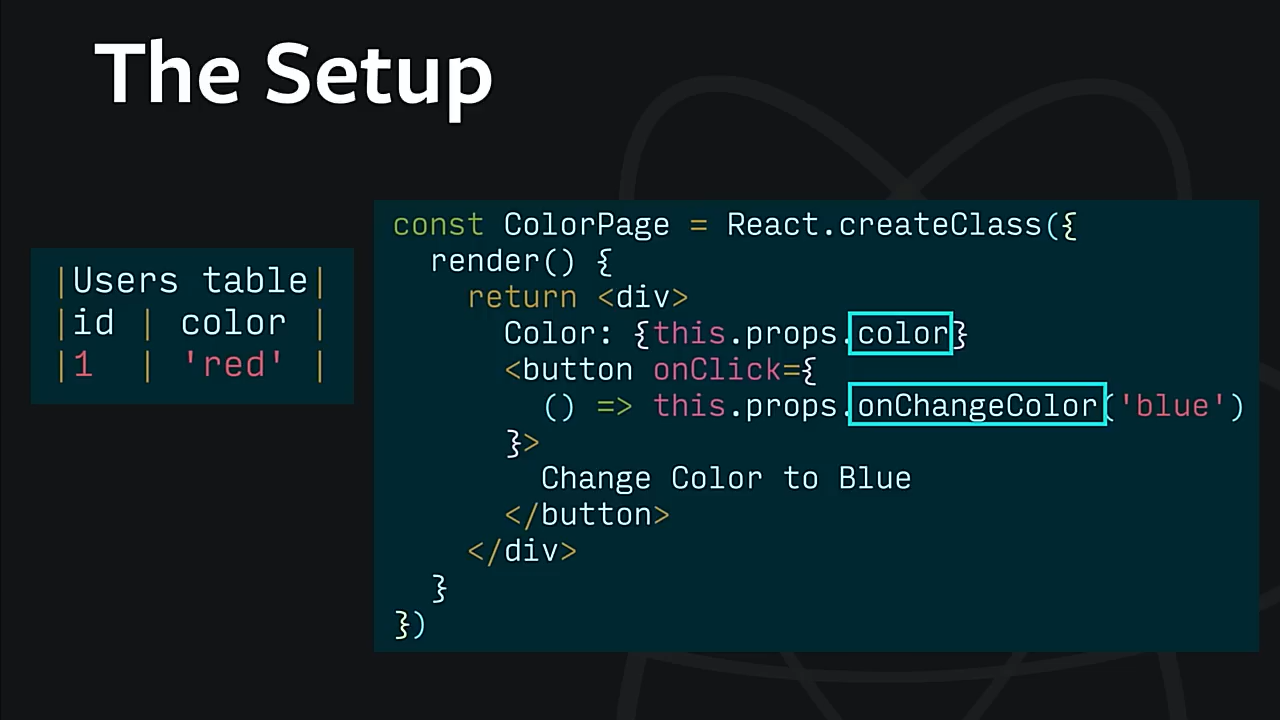 The Setup
|Users table|
|id | color |
|1 | 'red' |
const ColorPage = React.createClass({
render() {
return <div>
Color: {this.props.color}
<button onClick={
() => this.props.onChangeColor('blue')
}>
Change Color to Blue
</button>
</div>
}
})